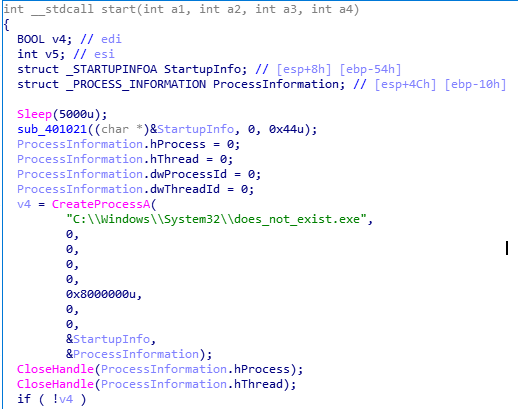 int __stdcall start(int a1, int a2, int a3, int a4)
{
  BOOL v4; // edi
  int v5; // esi
  struct _STARTUPINFOA StartupInfo; // [esp+8h] [ebp-54h]
  struct _PROCESS_INFORMATION ProcessInformation; // [esp+4Ch] [ebp-10h]

  Sleep(5000u);
  sub_401021((char *)&StartupInfo, 0, 0x44u);
  ProcessInformation.hProcess = 0;
  ProcessInformation.hThread = 0;
  ProcessInformation.dwProcessId = 0;
  ProcessInformation.dwThreadId = 0;
  v4 = CreateProcessA(
         "C:\\Windows\\System32\\does_not_exist.exe",
         0,
         0,
         0,
         0,
         0x8000000u,
         0,
         0,
         &StartupInfo,
         &ProcessInformation);
  CloseHandle(ProcessInformation.hProcess);
  CloseHandle(ProcessInformation.hThread);
  if ( !v4 )